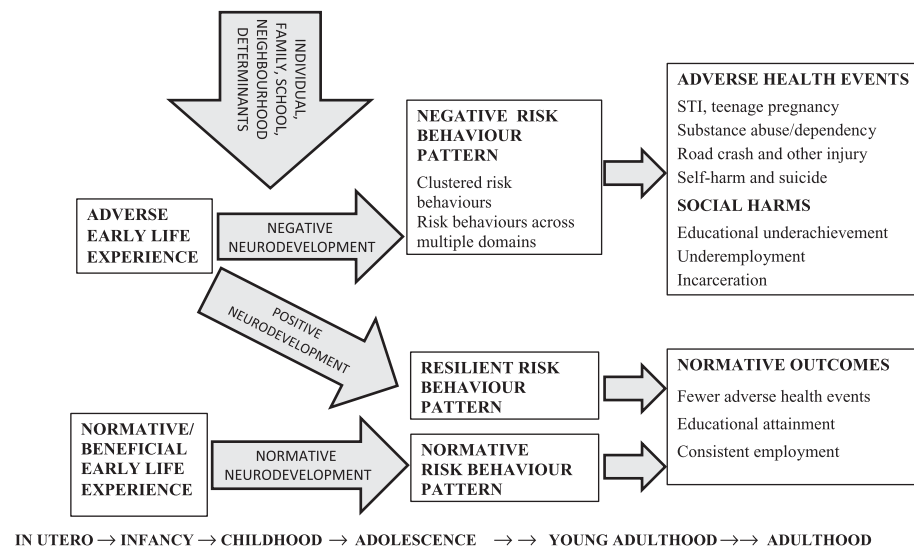 INDIVIDUAL,
FAMILY, SCHOOL,
NEIGHBOURHOOD
DETERMINANTS
ADVERSE
EARLY LIFE
EXPERIENCE
NEGATIVE
NEURODEVELOPMENT
NEGATIVE RISK
BEHAVIOUR
PATTERN
Clustered risk
behaviours
Risk behaviours across
multiple domains
ADVERSE HEALTH EVENTS
STI, teenage pregnancy
Substance abuse/dependency
Road crash and other injury
Self-harm and suicide
SOCIAL HARMS
Educational underachievement
Underemployment
Incarceration
POSITIVE
NEURODEVELOPMENT
RESILIENT RISK
BEHAVIOUR
PATTERN
NORMATIVE/
BENEFICIAL
EARLY LIFE
EXPERIENCE
NORMATIVE
NEURODEVELOPMENT
NORMATIVE
RISK BEHAVIOUR
PATTERN
NORMATIVE OUTCOMES
Fewer adverse health events
Educational attainment
Consistent employment
IN UTERO → INFANCY → CHILDHOOD → ADOLESCENCE → → YOUNG ADULTHOOD →→ ADULTHOOD